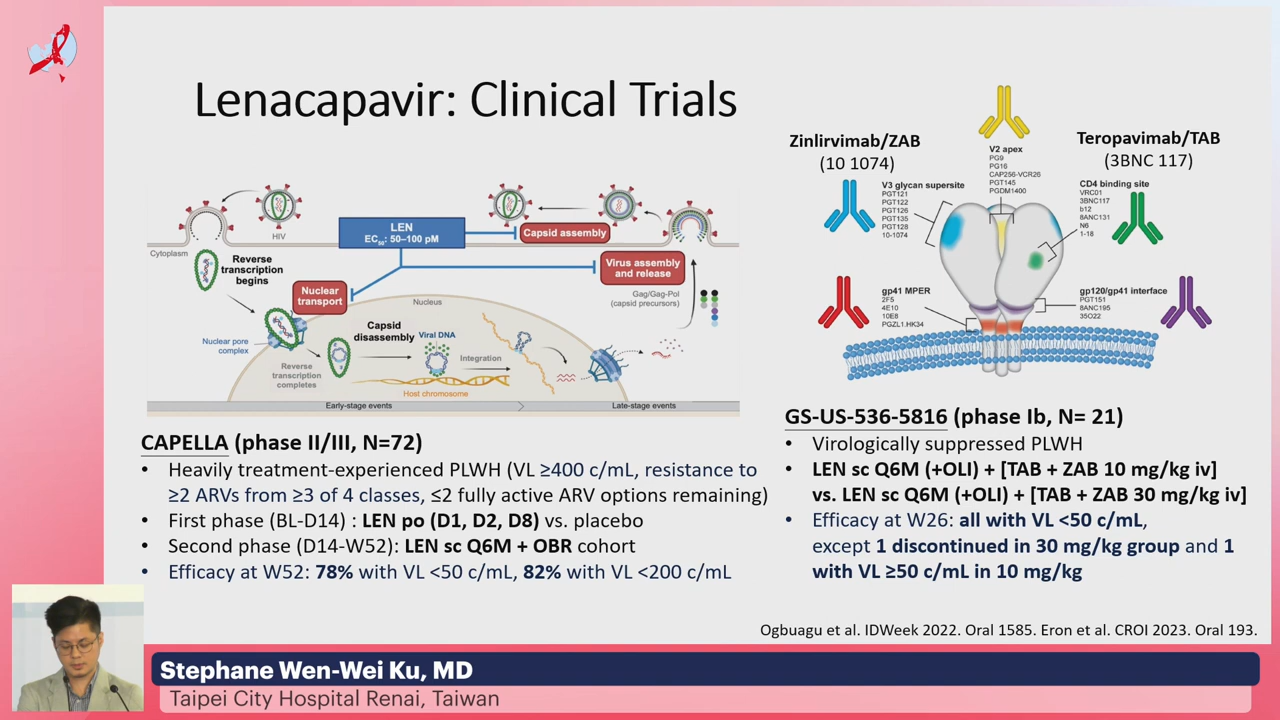 Lenacapavir: Clinical Trials
LEN
EC50: 50–100 pM
Capsid assembly
HIV
Cytoplasm
Reverse
transcription
begins
Virus assembly
and release
Nuclear
transport
Gag/Gag-Pol
(capsid precursors)
Nucleus
Capsid
disassembly
Viral DNA
Nuclear pore
complex
Integration
Reverse
transcription
completes
Host chromosome
Early-stage events
Late-stage events
CAPELLA (phase II/III, N=72)
• Heavily treatment-experienced PLWH (VL ≥400 c/mL, resistance to
≥2 ARVs from ≥3 of 4 classes, ≤2 fully active ARV options remaining)
• First phase (BL-D14) : LEN po (D1, D2, D8) vs. placebo
• Second phase (D14-W52): LEN sc Q6M + OBR cohort
• Efficacy at W52: 78% with VL <50 c/mL, 82% with VL <200 c/mL
Zinlirvimab/ZAB
(10 1074)
Teropavimab/TAB
(3BNC 117)
V2 apex
PG9
PG16
CAP256-VCR26
PGT145
PGDM1400
V3 glycan supersite
PGT121
PGT122
PGT126
PGT135
PGT128
10-1074
CD4 binding site
VRC01
3BNC117
b12
8ANC131
N6
1-18
gp41 MPER
2F5
4E10
10E8
PGZL1.HK34
gp120/gp41 interface
PGT151
8ANC195
35O22
GS-US-536-5816 (phase Ib, N= 21)
• Virologically suppressed PLWH
• LEN sc Q6M (+OLI) + [TAB + ZAB 10 mg/kg iv]
vs. LEN sc Q6M (+OLI) + [TAB + ZAB 30 mg/kg iv]
• Efficacy at W26: all with VL <50 c/mL,
except 1 discontinued in 30 mg/kg group and 1
with VL ≥50 c/mL in 10 mg/kg
Ogbuagu et al. IDWeek 2022. Oral 1585. Eron et al. CROI 2023. Oral 193.
Stephane Wen-Wei Ku, MD
Taipei City Hospital Renai, Taiwan